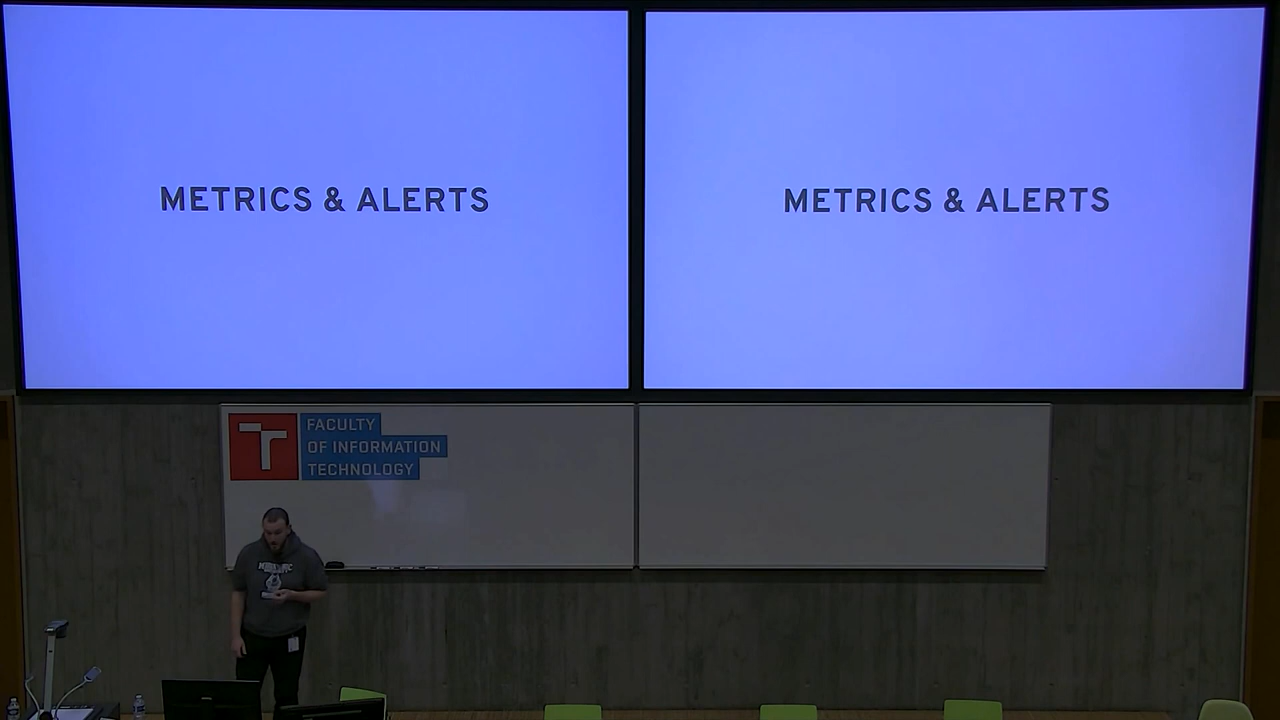 METRICS & ALERTS
METRICS & ALERTS
FACULTY
OF INFORMATION
TECHNOLOGY